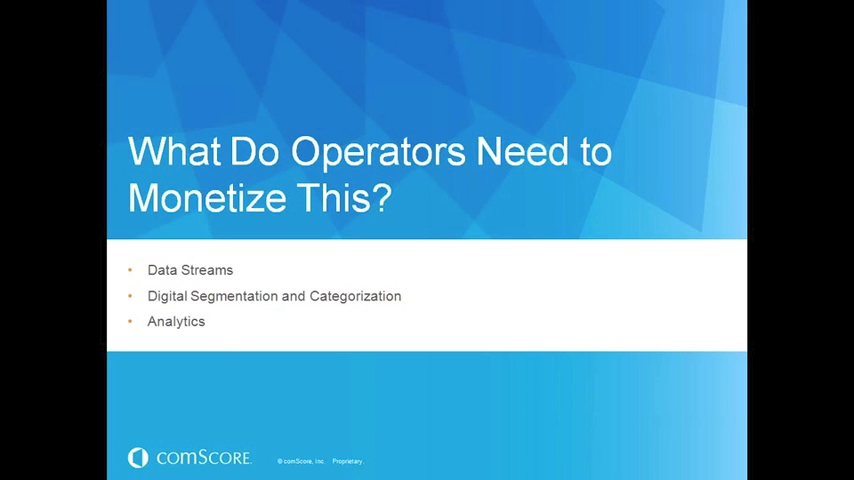 What Do Operators Need to
Monetize This?
• Data Streams
• Digital Segmentation and Categorization
• Analytics
comScore.
© comScore, Inc. Proprietary.